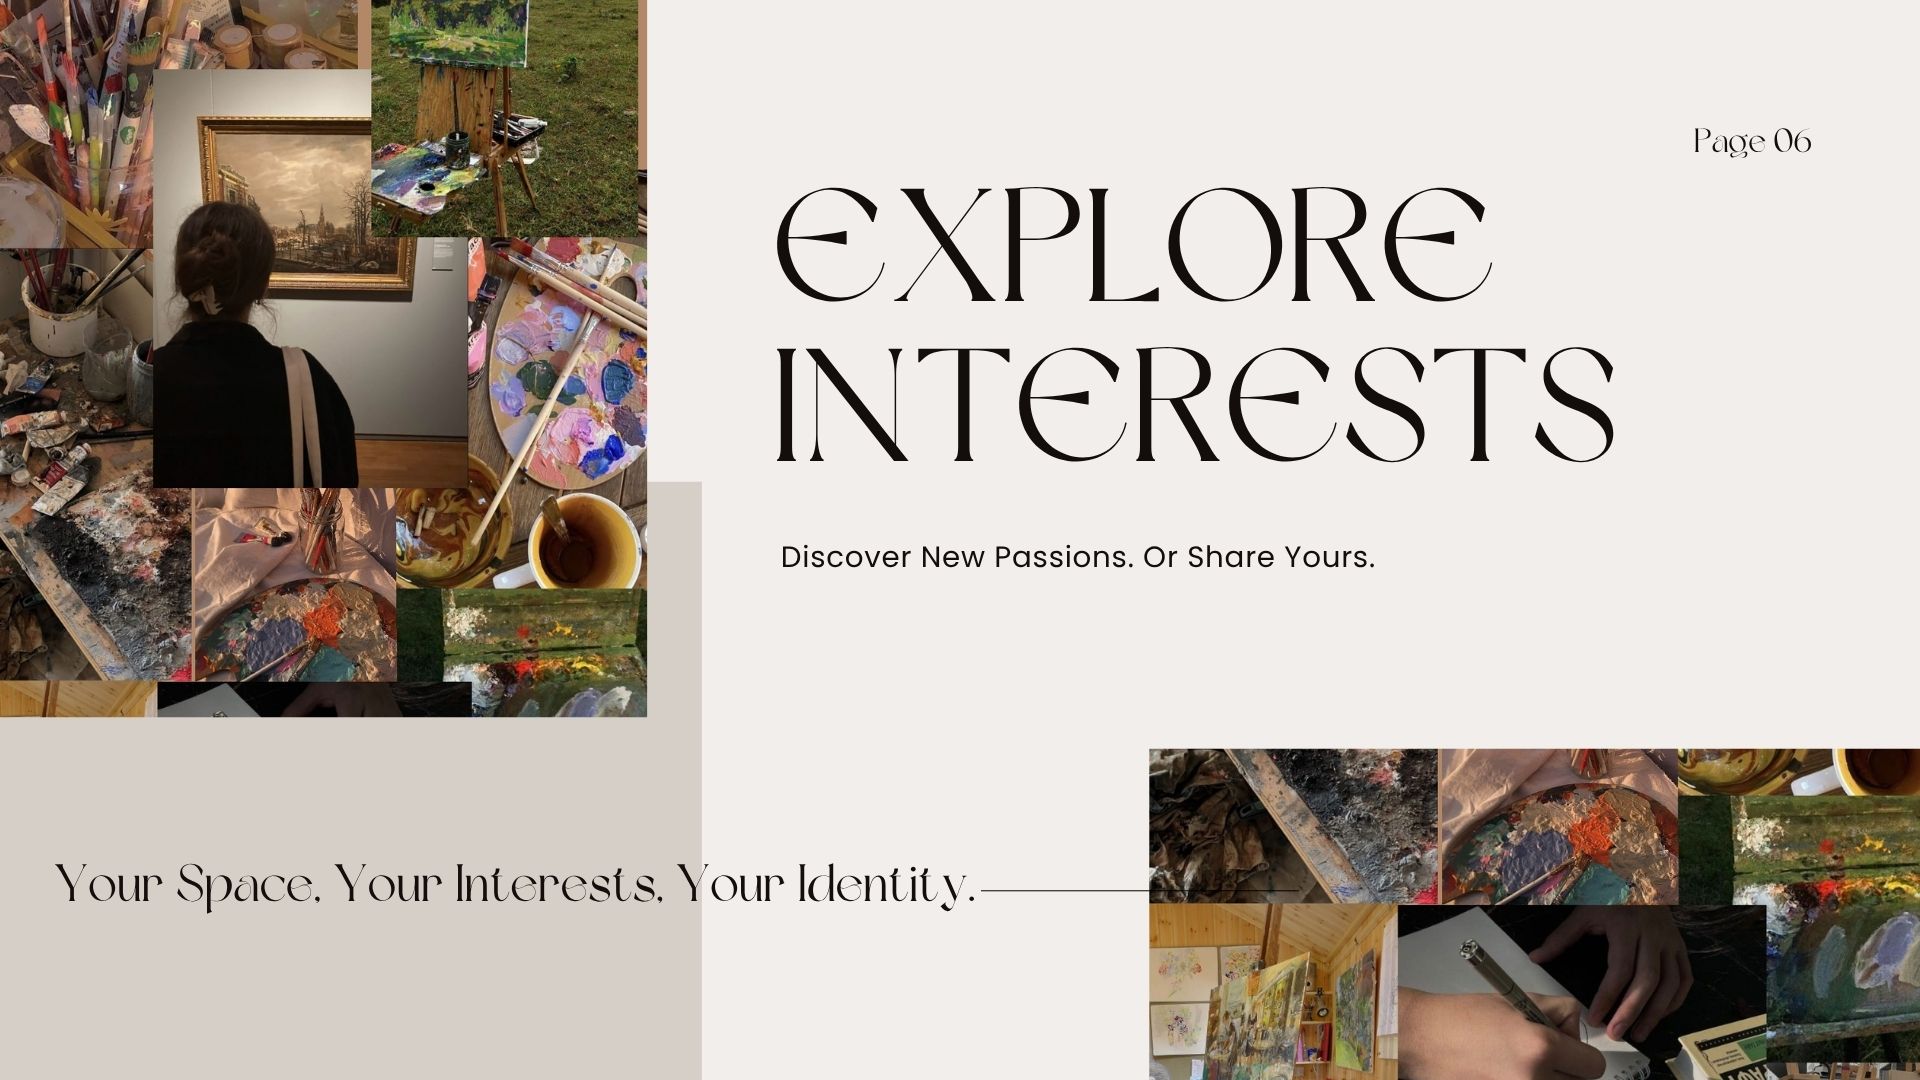 Page 06
EXPLORE
INTERESTS
Discover New Passions. Or Share Yours.
Your Space, Your Interests, Your Identity.